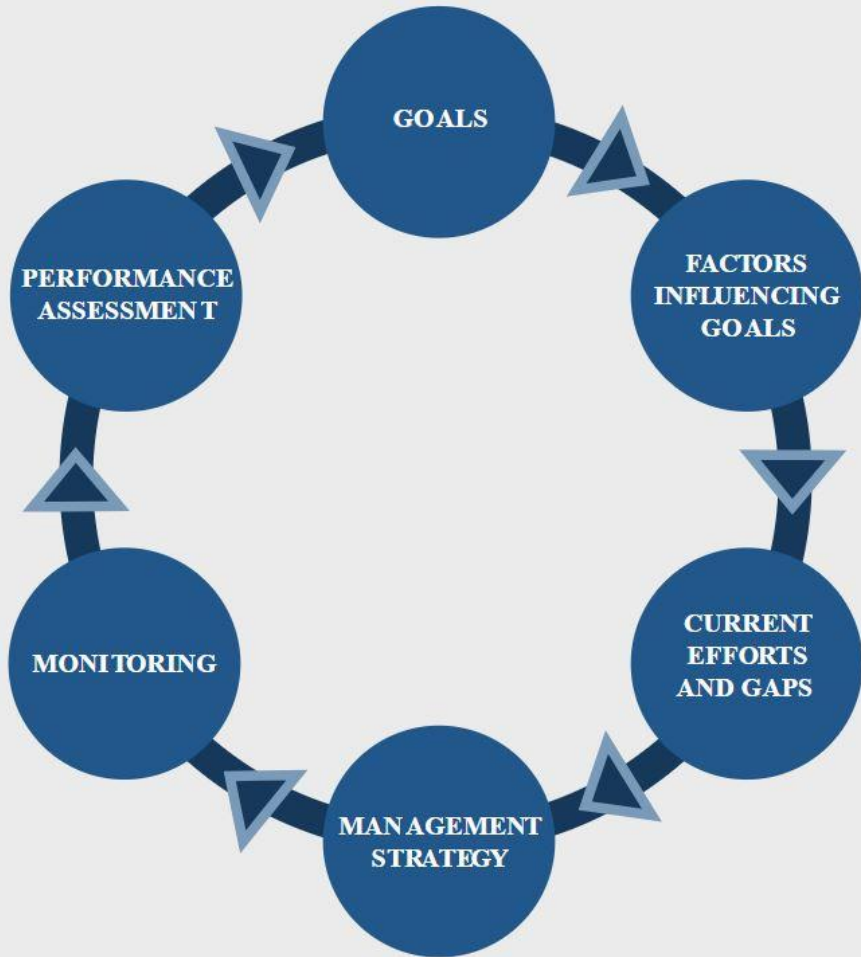 GOALS
FACTORS
INFLUENCING
GOALS
CURRENT
EFFORTS
AND GAPS
MANAGEMENT
STRATEGY
MONITORING
PERFORMANCE
ASSESSMENT